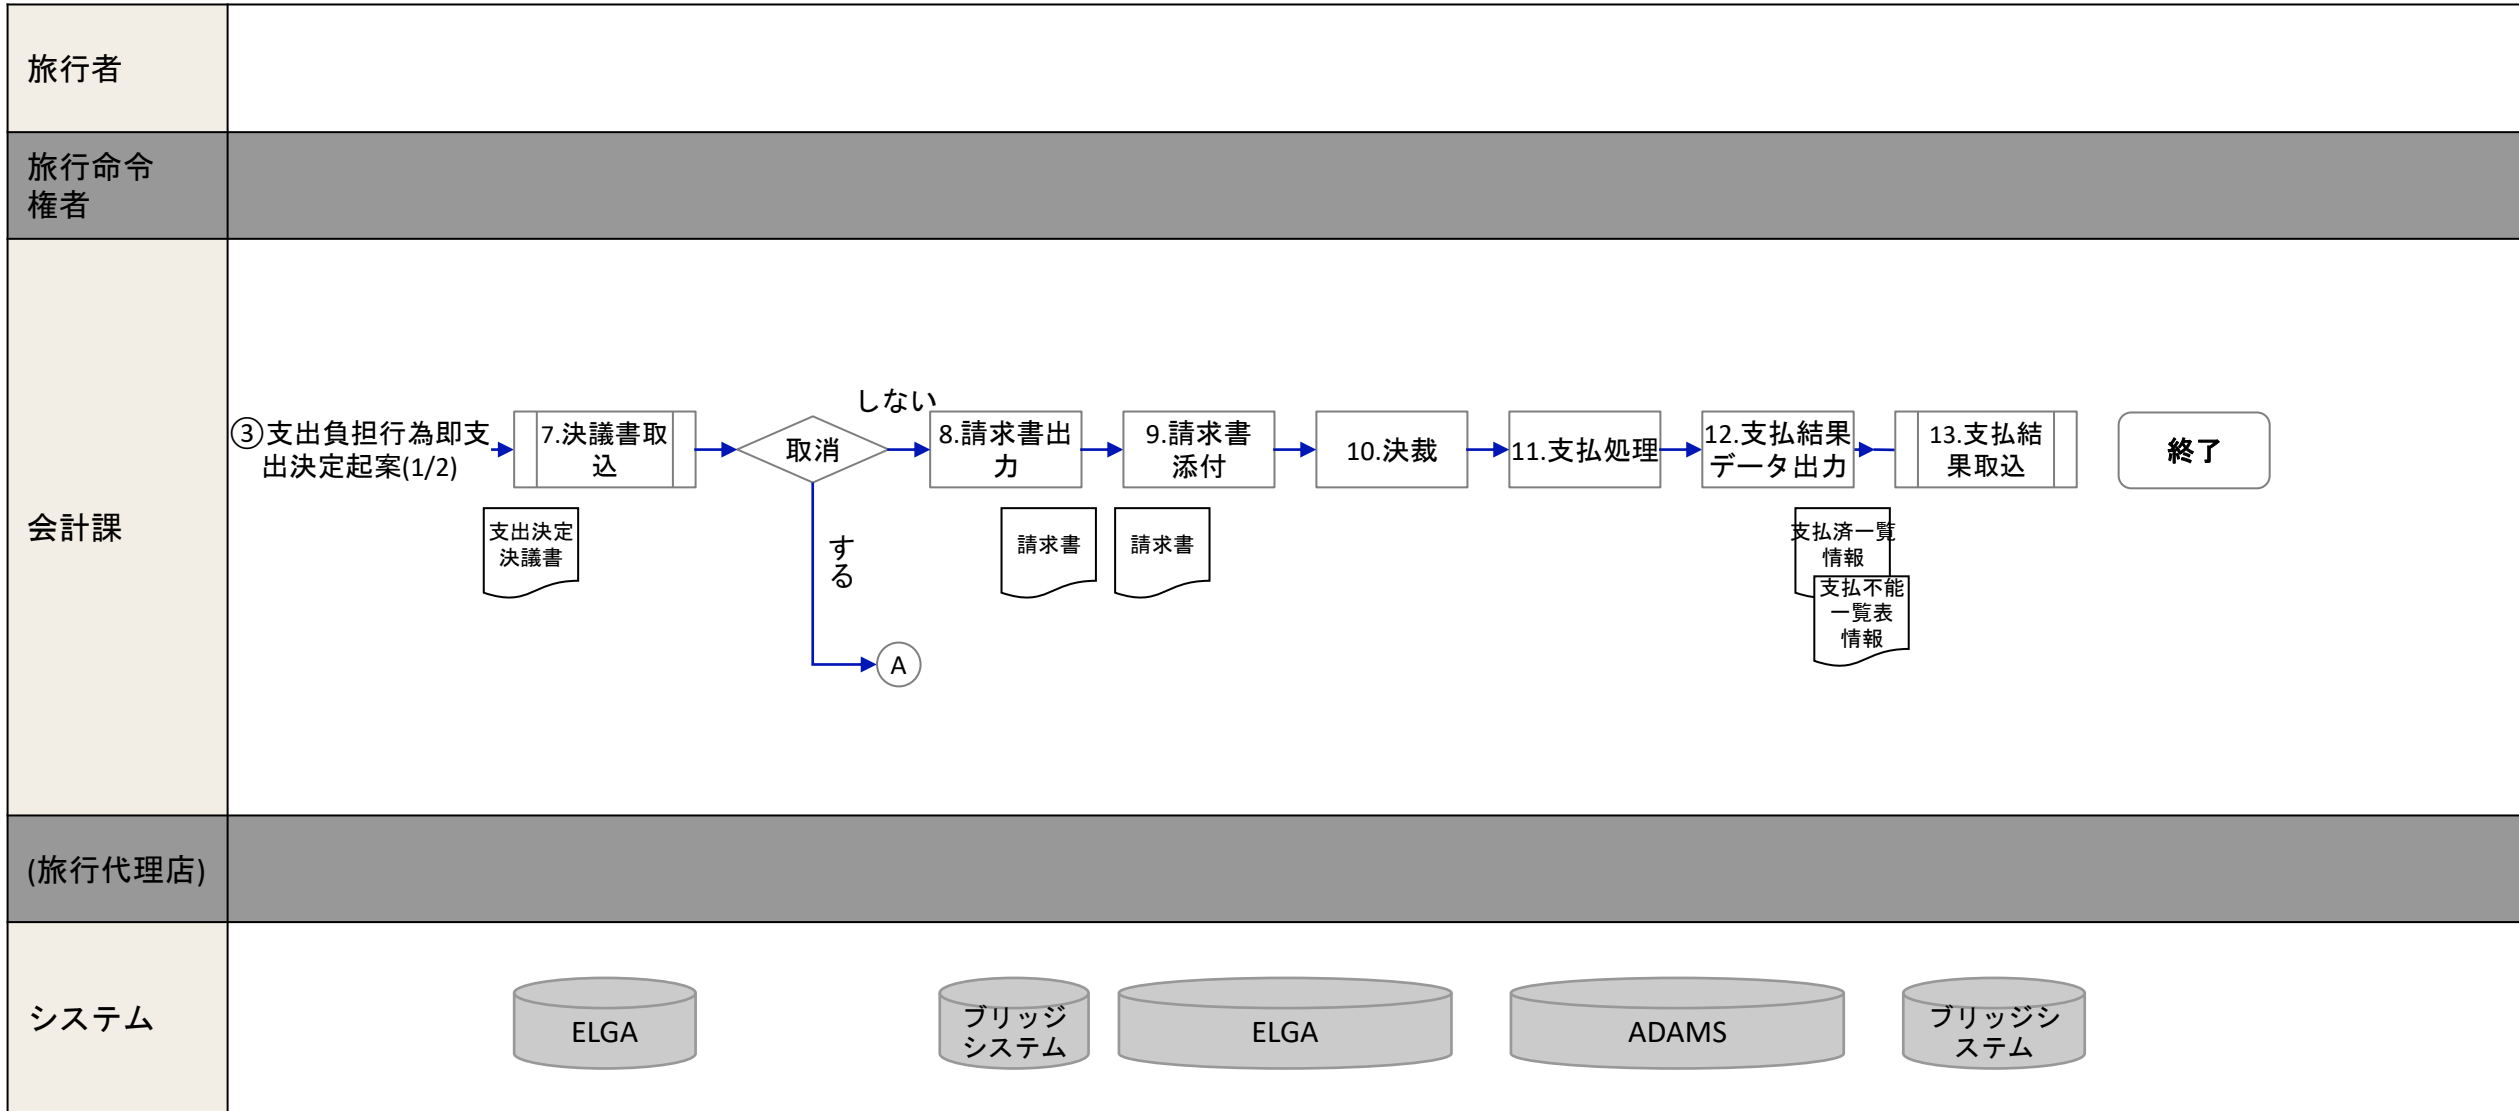 旅行者
旅行命令
権者
会計課
③支出負担行為即支
出決定起案(1/2)
7.決議書取
込
支出決定
決議書
取消
しない
する
A
8.請求書出
力
請求書
9.請求書
添付
請求書
10.決裁
11.支払処理
12.支払結果
データ出力
支払済一覧
情報
支払不能
一覧表
情報
13.支払結
果取込
終了
(旅行代理店)
システム
ELGA
ブリッジ
システム
ELGA
ADAMS
ブリッジシ
ステム